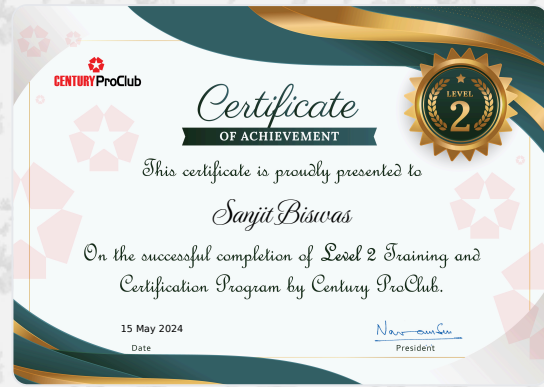 CENTURY ProClub
Certificate
OF ACHIEVEMENT
LEVEL
2
This certificate is proudly presented to
Sanjit Biswas
On the successful completion of Level 2 Training and
Certification Program by Century ProClub.
15 May 2024
Date
President